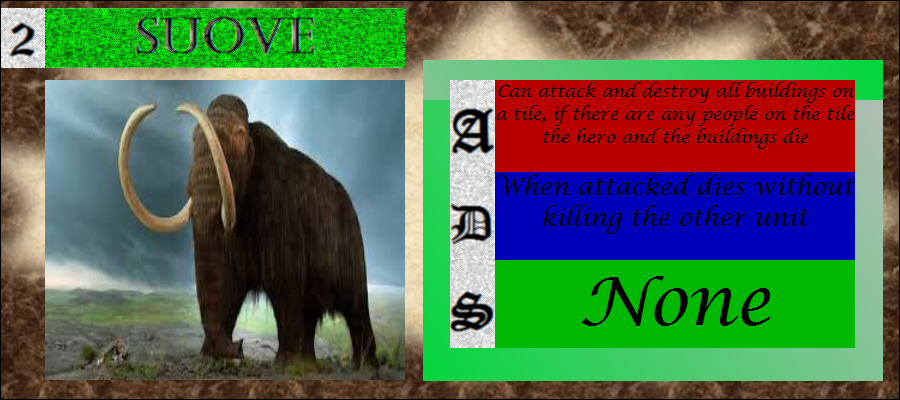 2 SUOVE
A
Can attack and destroy all buildings on
a tile, if there are any people on the tile
the hero and the buildings die
D
When attacked dies without
killing the other unit
S
None